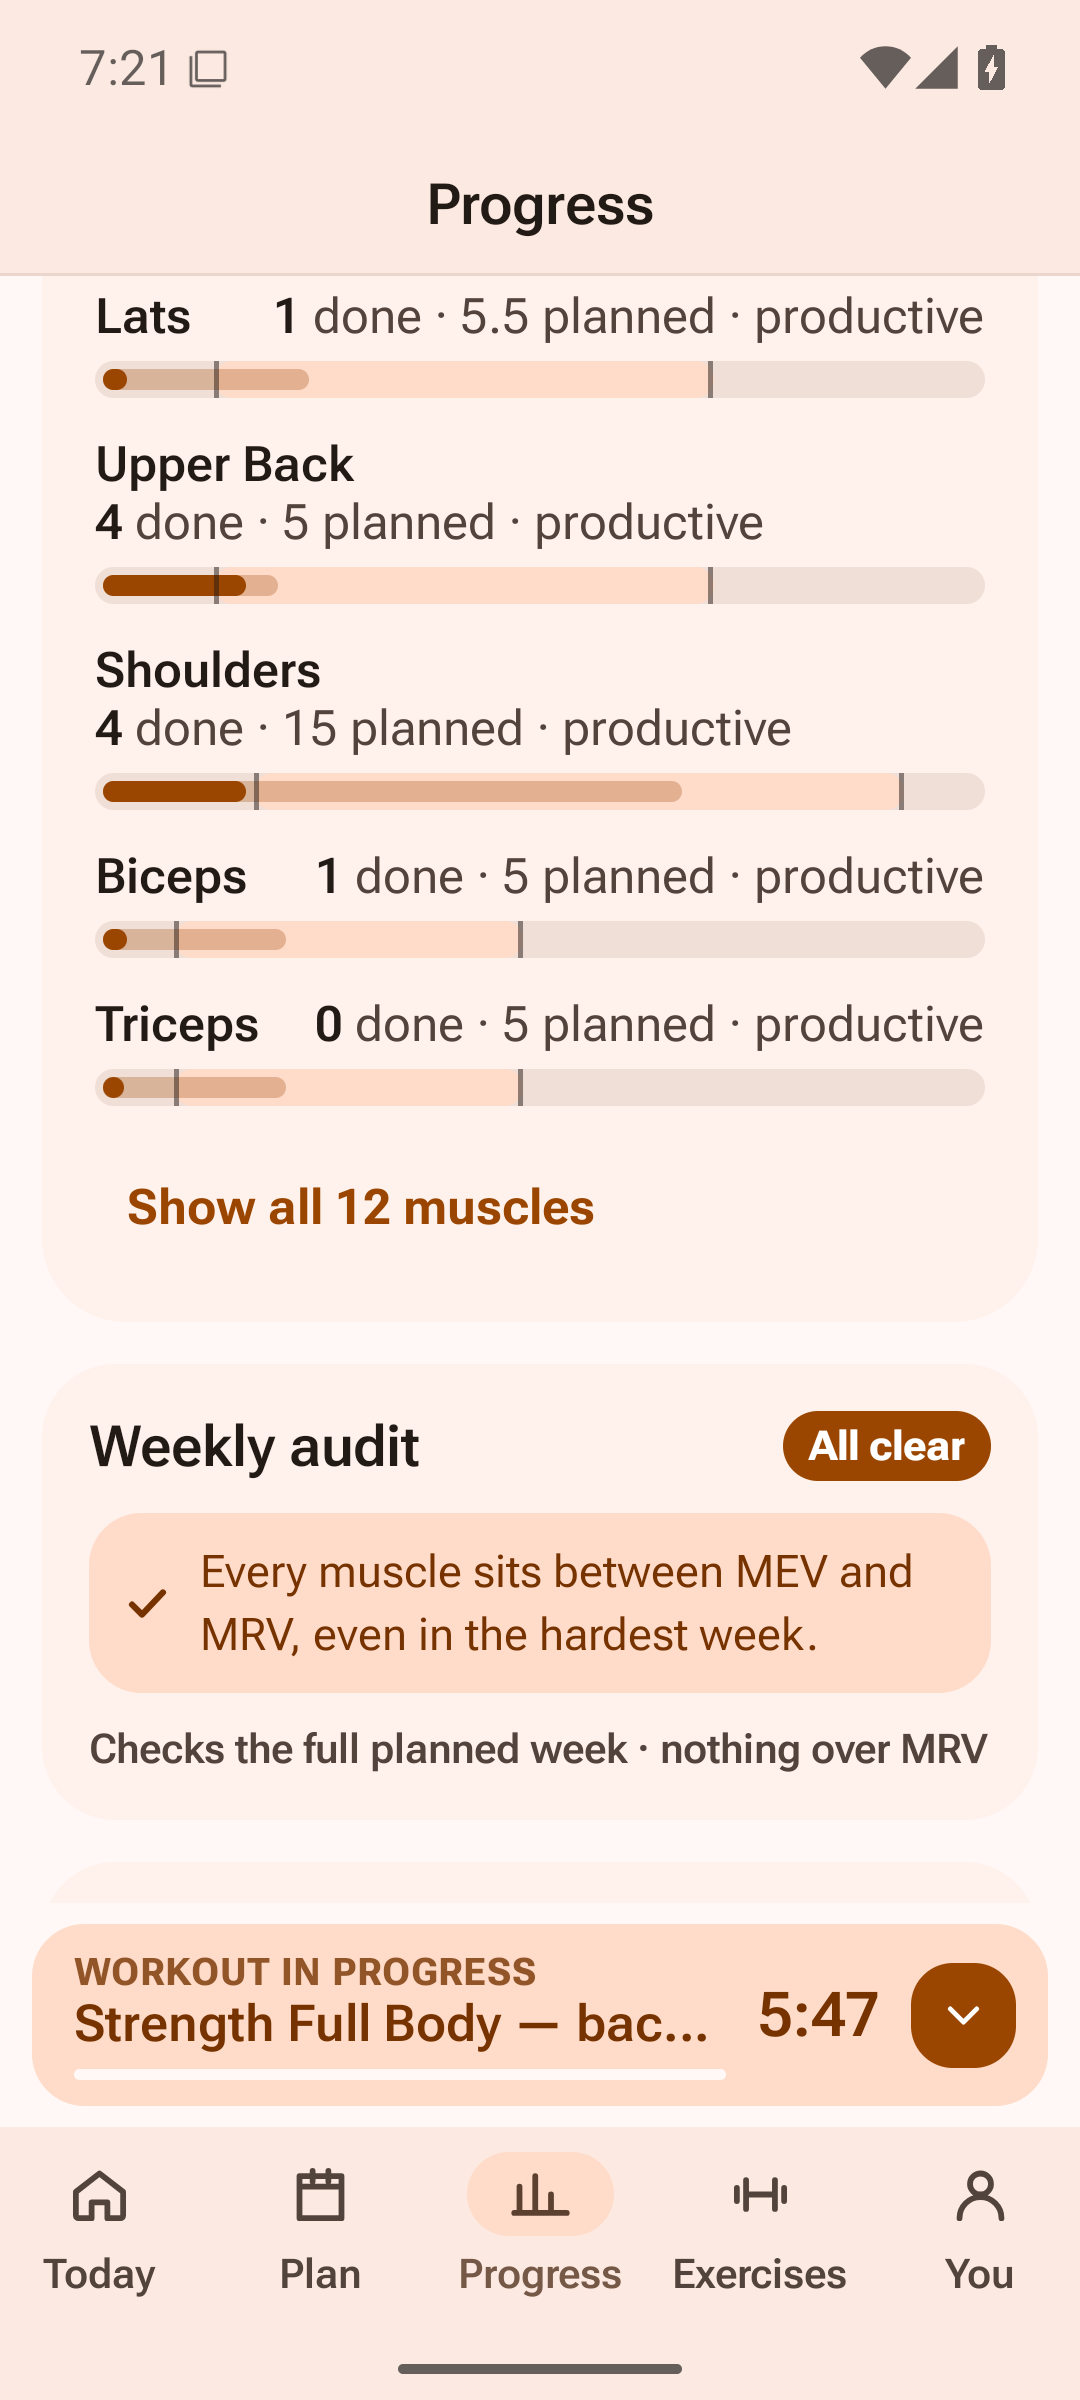 7:21
Progress
Lats 1 done · 5.5 planned · productive
Upper Back
4 done · 5 planned · productive
Shoulders
4 done · 15 planned · productive
Biceps 1 done · 5 planned · productive
Triceps 0 done · 5 planned · productive
Show all 12 muscles
Weekly audit All clear
Every muscle sits between MEV and
MRV, even in the hardest week.
Checks the full planned week · nothing over MRV
WORKOUT IN PROGRESS
Strength Full Body — bac... 5:47
Today Plan Progress Exercises You